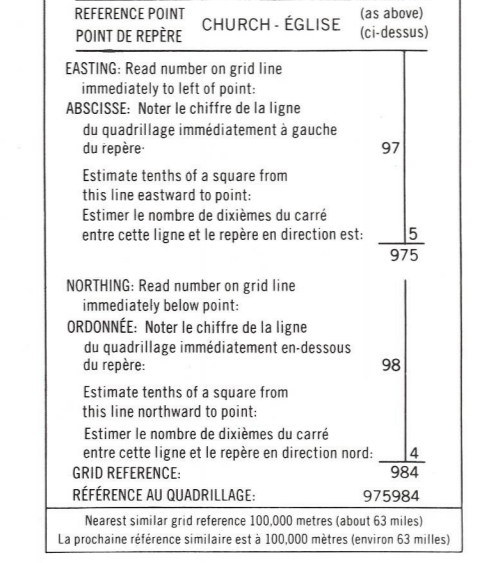 REFERENCE POINT CHURCH - ÉGLISE (as above)
POINT DE REPÈRE (ci-dessus)
EASTING: Read number on grid line
immediately to left of point:
ABSCISSE: Noter le chiffre de la ligne
du quadrillage immédiatement à gauche
du repère· 97
Estimate tenths of a square from
this line eastward to point:
Estimer le nombre de dixièmes du carré
entre cette ligne et le repère en direction est: 5
975
NORTHING: Read number on grid line
immediately below point:
ORDONNÉE: Noter le chiffre de la ligne
du quadrillage immédiatement en-dessous
du repère: 98
Estimate tenths of a square from
this line northward to point:
Estimer le nombre de dixièmes du carré
entre cette ligne et le repère en direction nord: 4
GRID REFERENCE: 984
RÉFÉRENCE AU QUADRILLAGE: 975984
Nearest similar grid reference 100,000 metres (about 63 miles)
La prochaine référence similaire est à 100,000 mètres (environ 63 milles)